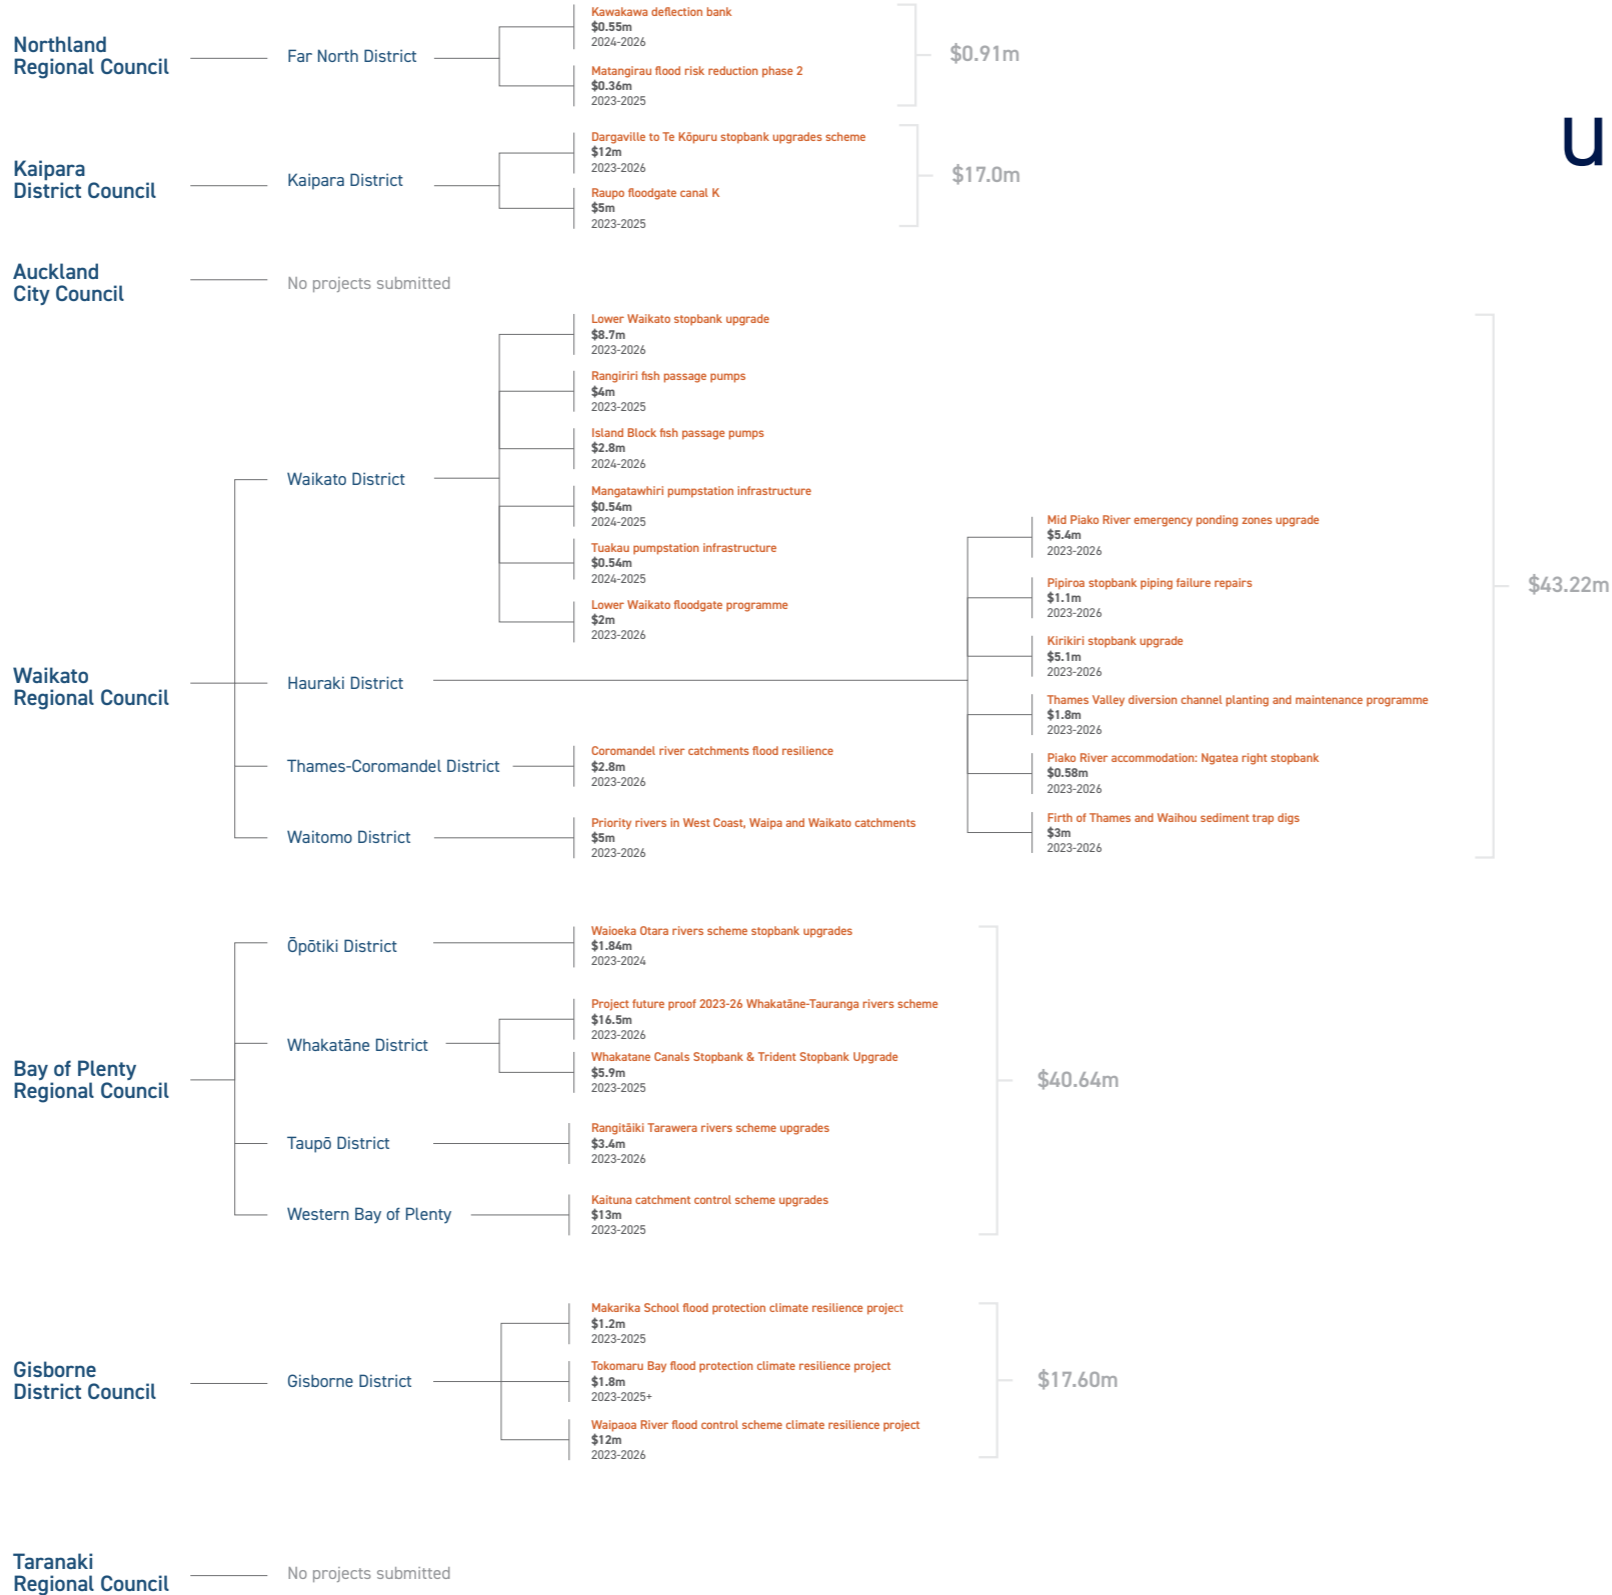 Northland
Regional Council
Far North District
Kawakawa deflection bank
$0.55m
2024-2026
Matangirau flood risk reduction phase 2
$0.36m
2023-2025
$0.91m
u
Kaipara
District Council
Kaipara District
Dargaville to Te Kōpuru stopbank upgrades scheme
$12m
2023-2026
Raupo floodgate canal K
$5m
2023-2025
$17.0m
Auckland
City Council
No projects submitted
Waikato
Regional Council
Waikato District
Lower Waikato stopbank upgrade
$8.7m
2023-2026
Rangiriri fish passage pumps
$4m
2023-2025
Island Block fish passage pumps
$2.8m
2024-2026
Mangatawhiri pumpstation infrastructure
$0.54m
2024-2025
Tuakau pumpstation infrastructure
$0.54m
2024-2025
Lower Waikato floodgate programme
$2m
2023-2026
Hauraki District
Mid Piako River emergency ponding zones upgrade
$5.4m
2023-2026
Pipiroa stopbank piping failure repairs
$1.1m
2023-2026
Kirikiri stopbank upgrade
$5.1m
2023-2026
Thames Valley diversion channel planting and maintenance programme
$1.8m
2023-2026
Piako River accommodation: Ngatea right stopbank
$0.58m
2023-2026
Firth of Thames and Waihou sediment trap digs
$3m
2023-2026
Thames-Coromandel District
Coromandel river catchments flood resilience
$2.8m
2023-2026
Waitomo District
Priority rivers in West Coast, Waipa and Waikato catchments
$5m
2023-2026
$43.22m
Bay of Plenty
Regional Council
Ōpōtiki District
Waioeka Otara rivers scheme stopbank upgrades
$1.84m
2023-2024
Whakatāne District
Project future proof 2023-26 Whakatāne-Tauranga rivers scheme
$16.5m
2023-2026
Whakatane Canals Stopbank & Trident Stopbank Upgrade
$5.9m
2023-2025
Taupō District
Rangitāiki Tarawera rivers scheme upgrades
$3.4m
2023-2026
Western Bay of Plenty
Kaituna catchment control scheme upgrades
$13m
2023-2025
$40.64m
Gisborne
District Council
Gisborne District
Makarika School flood protection climate resilience project
$1.2m
2023-2025
Tokomaru Bay flood protection climate resilience project
$1.8m
2023-2025+
Waipaoa River flood control scheme climate resilience project
$12m
2023-2026
$17.60m
Taranaki
Regional Council
No projects submitted